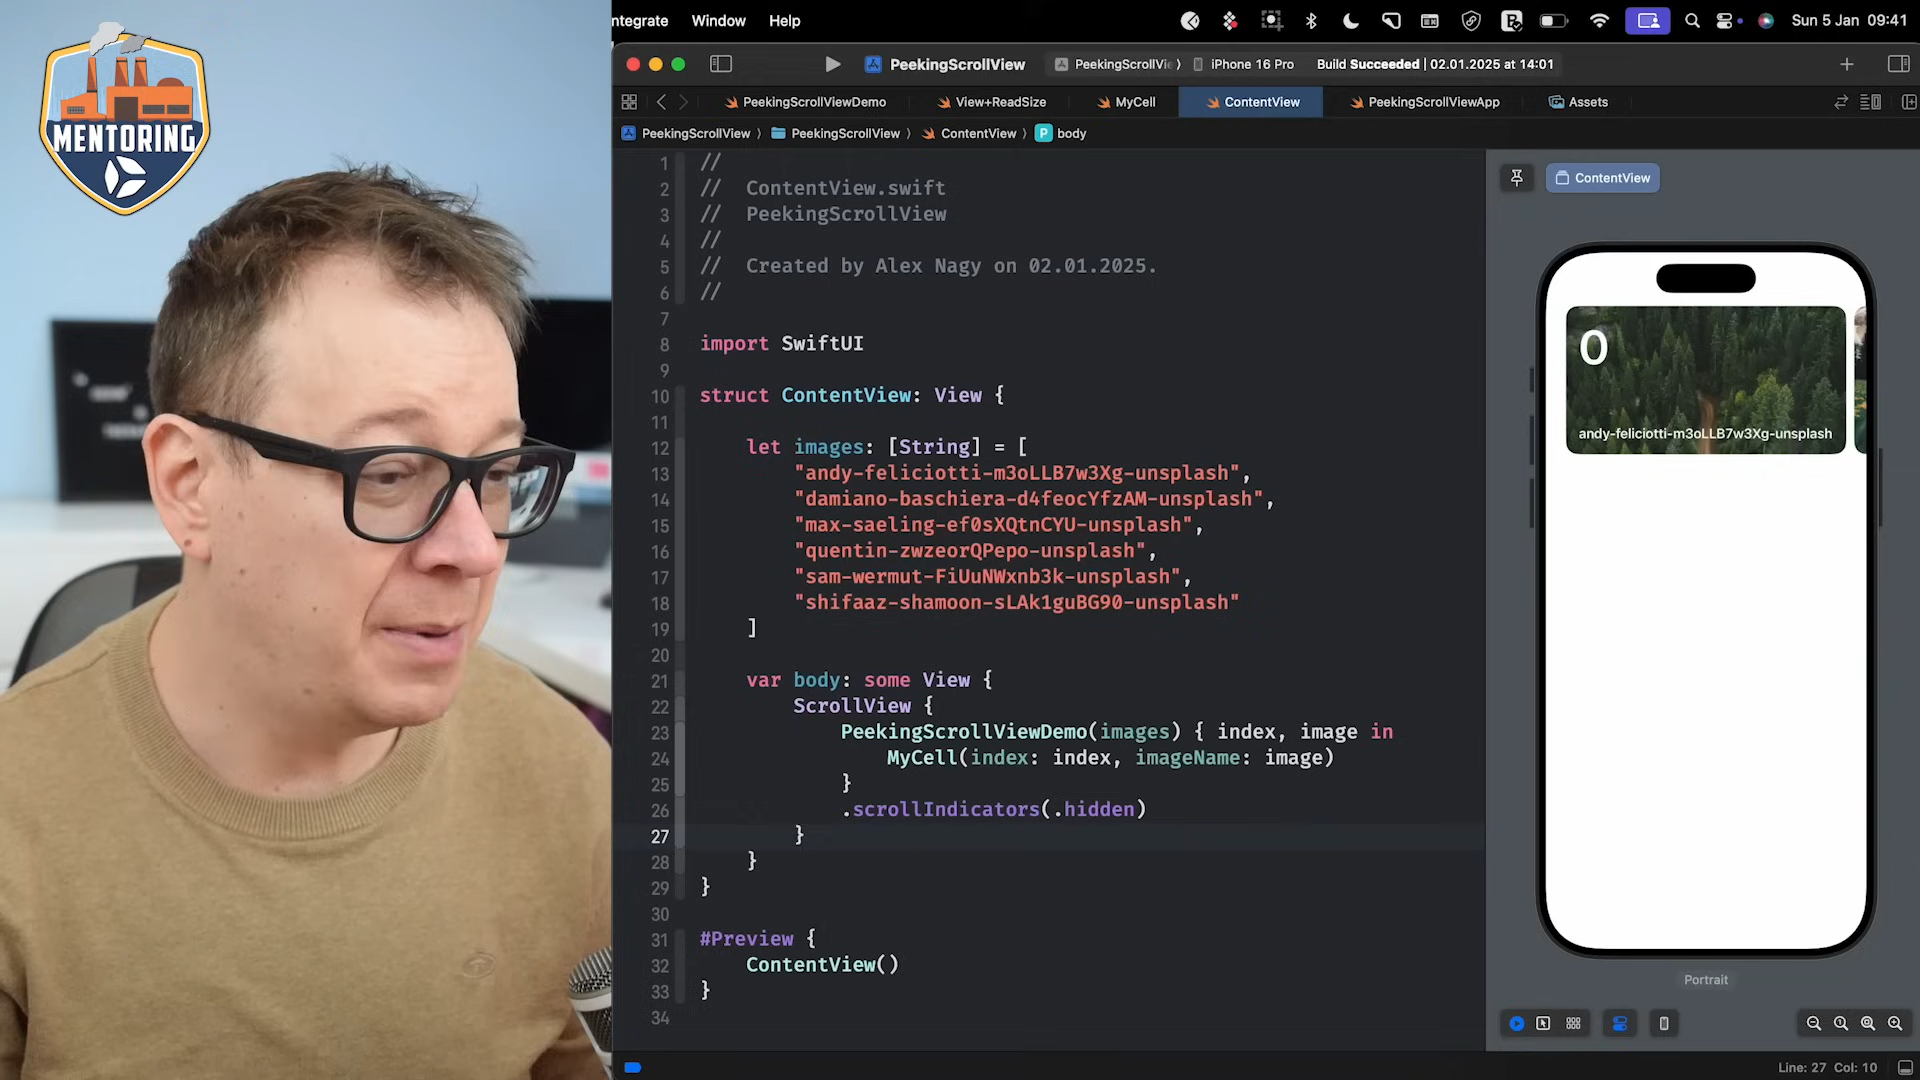 MENTORING
ntegrate Window Help
Sun 5 Jan 09:41
PeekingScrollView
PeekingScrollVi
iPhone 16 Pro
Build Succeeded | 02.01.2025 at 14:01
PeekingScrollViewDemo
View+ReadSize
MyCell
ContentView
PeekingScrollViewApp
Assets
PeekingScrollView
PeekingScrollView
ContentView
P body
1 //
2 // ContentView.swift
3 // PeekingScrollView
4 //
5 // Created by Alex Nagy on 02.01.2025.
6 //
7
8 import SwiftUI
9
10 struct ContentView: View {
11
12 let images: [String] = [
13 "andy-feliciotti-m3oLLB7w3Xg-unsplash",
14 "damiano-baschiera-d4feocYfzAM-unsplash",
15 "max-saeling-ef0sXQtnCYU-unsplash",
16 "quentin-zwzeorQPepo-unsplash",
17 "sam-wermut-FiUuNWxnb3k-unsplash",
18 "shifaaz-shamoon-sLAk1guBG90-unsplash"
19 ]
20
21 var body: some View {
22 ScrollView {
23 PeekingScrollViewDemo(images) { index, image in
24 MyCell(index: index, imageName: image)
25 }
26 .scrollIndicators(.hidden)
27 }
28 }
29 }
30
31 #Preview {
32 ContentView()
33 }
34
ContentView
0
andy-feliciotti-m3oLLB7w3Xg-unsplash
Portrait
Line: 27 Col: 10